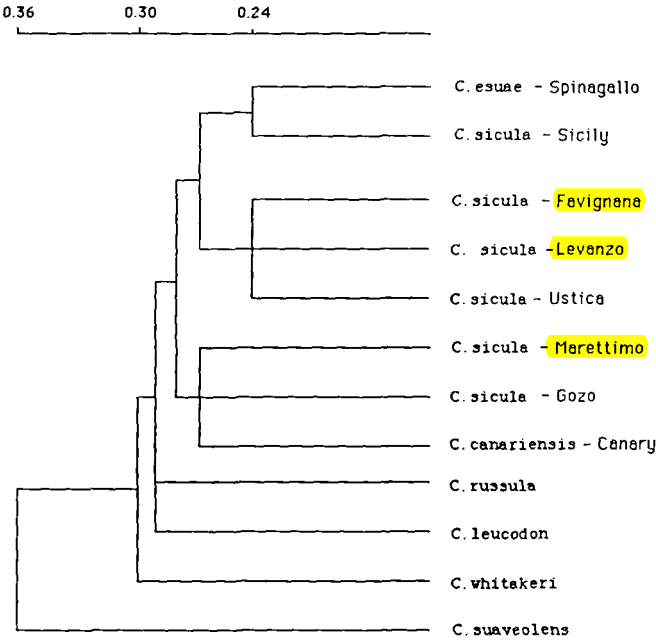 0.36 0.30 0.24
C. esuae - Spinagallo
C. sicula - Sicily
C. sicula - Favignana
C. sicula - Levanzo
C. sicula - Ustica
C. sicula - Marettimo
C. sicula - Gozo
C. canariensis - Canary
C. russula
C. leucodon
C. whitakeri
C. suaveolens